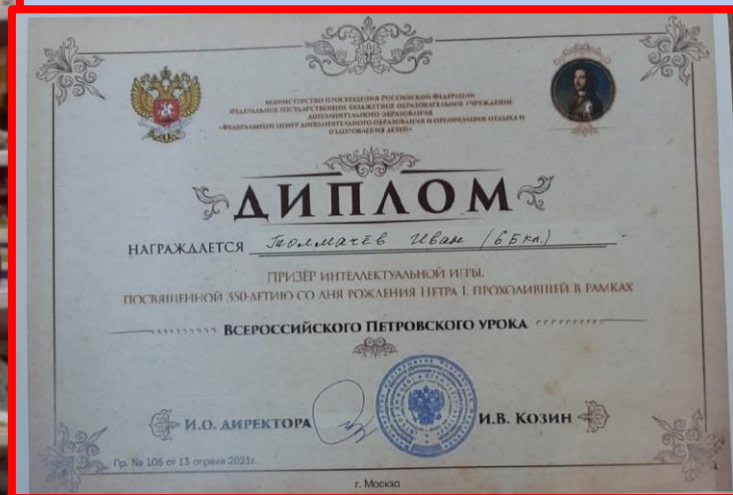 МИНИСТЕРСТВО ПРОСВЕЩЕНИЯ РОССИЙСКОЙ ФЕДЕРАЦИИ
ФЕДЕРАЛЬНОЕ ГОСУДАРСТВЕННОЕ БЮДЖЕТНОЕ ОБРАЗОВАТЕЛЬНОЕ УЧРЕЖДЕНИЕ
ДОПОЛНИТЕЛЬНОГО ОБРАЗОВАНИЯ
«ФЕДЕРАЛЬНЫЙ ЦЕНТР ДОПОЛНИТЕЛЬНОГО ОБРАЗОВАНИЯ И ОРГАНИЗАЦИИ ОТДЫХА И
ОЗДОРОВЛЕНИЯ ДЕТЕЙ»
ДИПЛОМ
НАГРАЖДАЕТСЯ Толмачёв Иван (6Бкл.)
ПРИЗЁР ИНТЕЛЛЕКТУАЛЬНОЙ ИГРЫ,
ПОСВЯЩЕННОЙ 350-ЛЕТИЮ СО ДНЯ РОЖДЕНИЯ ПЕТРА I, ПРОХОДИВШЕЙ В РАМКАХ
ВСЕРОССИЙСКОГО ПЕТРОВСКОГО УРОКА
И.О. ДИРЕКТОРА И.В. КОЗИН
Пр. № 105 от 13 апреля 2021г.
г. Москва